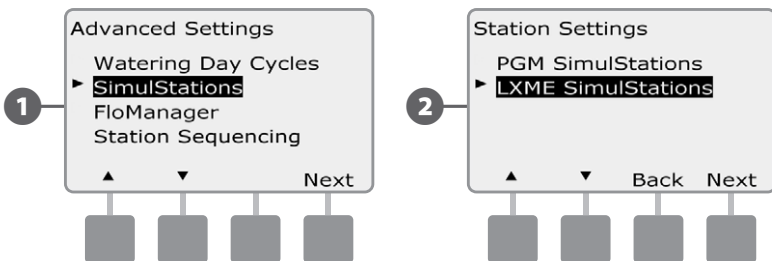 Advanced Settings
Watering Day Cycles
► SimulStations
FloManager
Station Sequencing
▲ ▼ Next
1
Station Settings
PGM SimulStations
► LXME SimulStations
▲ ▼ Back Next
2